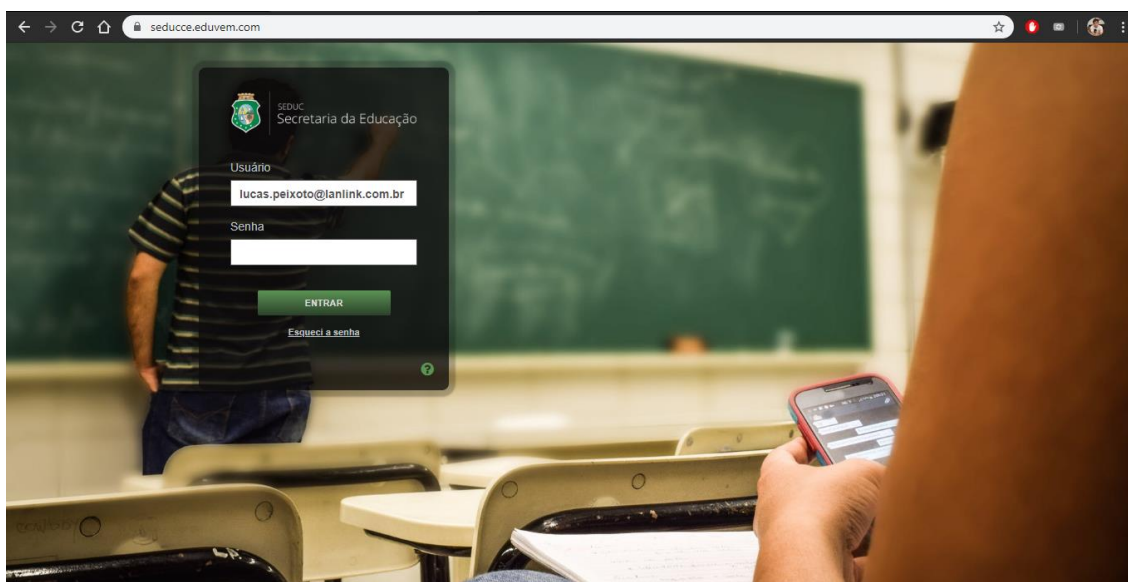 seducce.eduvem.com
SEDUC
Secretaria da Educação
Usuário
lucas.peixoto@lanlink.com.br
Senha
ENTRAR
Esqueci a senha
?